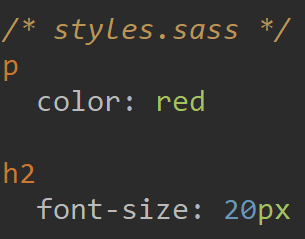 /* styles.sass */
p
  color: red

h2
  font-size: 20px